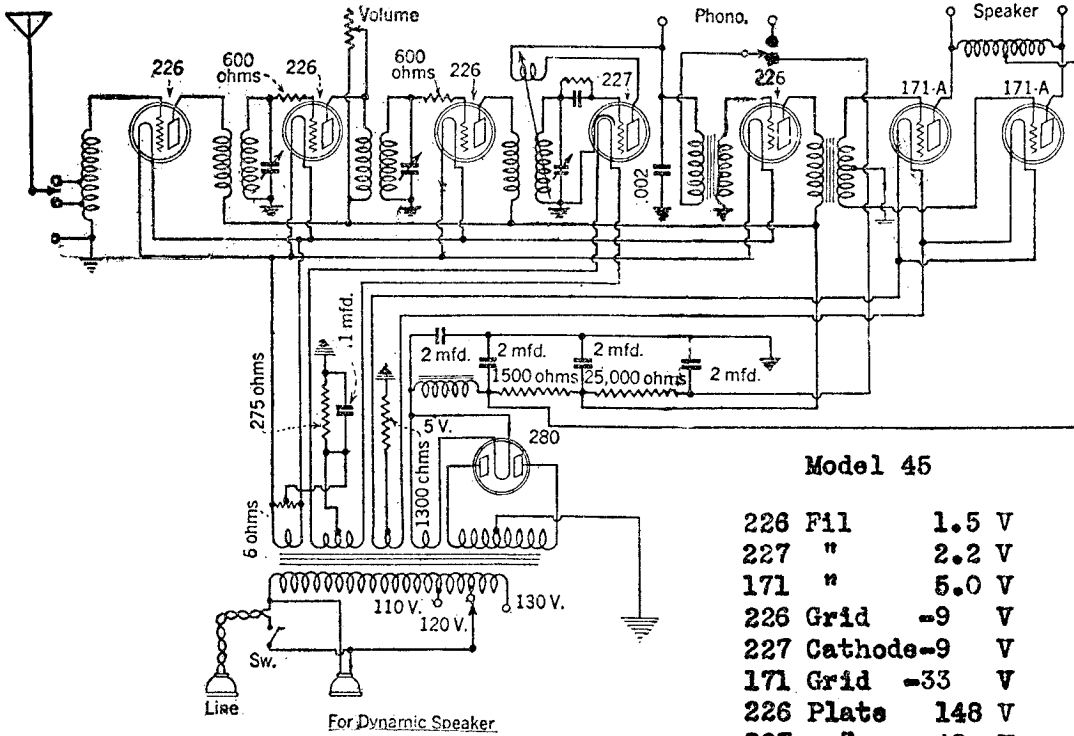 Volume
Phono.
Speaker
226
600
ohms
226
600
ohms
226
227
226
171-A
171-A
.002
275 ohms
.1 mfd.
2 mfd.
2 mfd.
2 mfd.
2 mfd.
1500 ohms
25,000 ohms
5 V.
1300 ohms
280
6 ohms
110 V.
120 V.
130 V.
Sw.
Line
For Dynamic Speaker
Model 45
226 Fil 1.5 V
227 " 2.2 V
171 " 5.0 V
226 Grid -9 V
227 Cathode-9 V
171 Grid -33 V
226 Plate 148 V